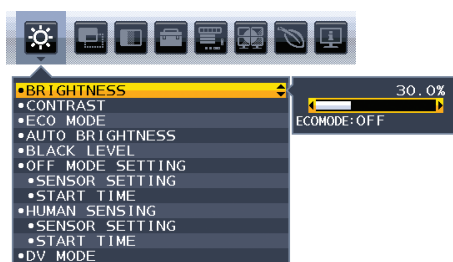 •BRIGHTNESS
•CONTRAST
•ECO MODE
•AUTO BRIGHTNESS
•BLACK LEVEL
•OFF MODE SETTING
•SENSOR SETTING
•START TIME
•HUMAN SENSING
•SENSOR SETTING
•START TIME
•DV MODE
30.0%
ECOMODE:OFF